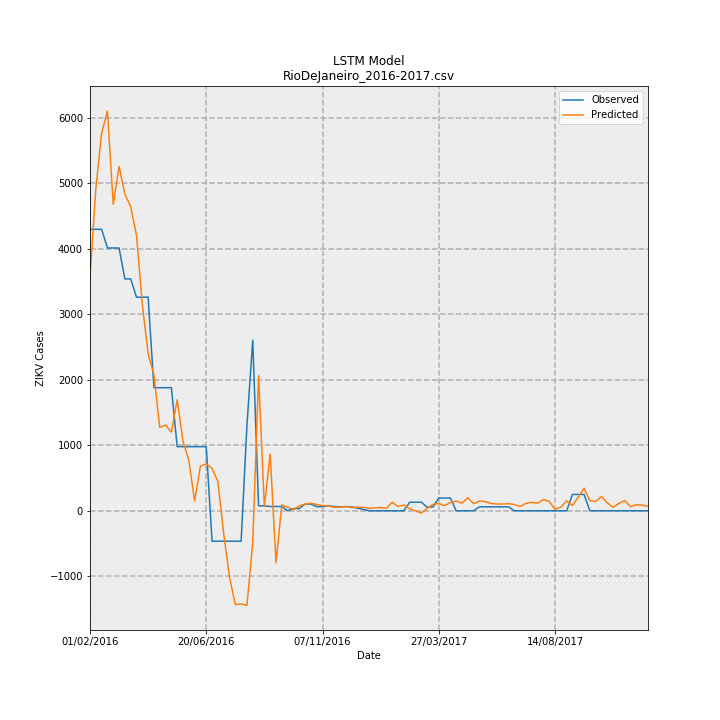 LSTM Model
RioDeJaneiro_2016-2017.csv
Observed
Predicted
6000
5000
4000
3000
2000
1000
0
−1000
ZIKV Cases
01/02/2016 20/06/2016 07/11/2016 27/03/2017 14/08/2017
Date